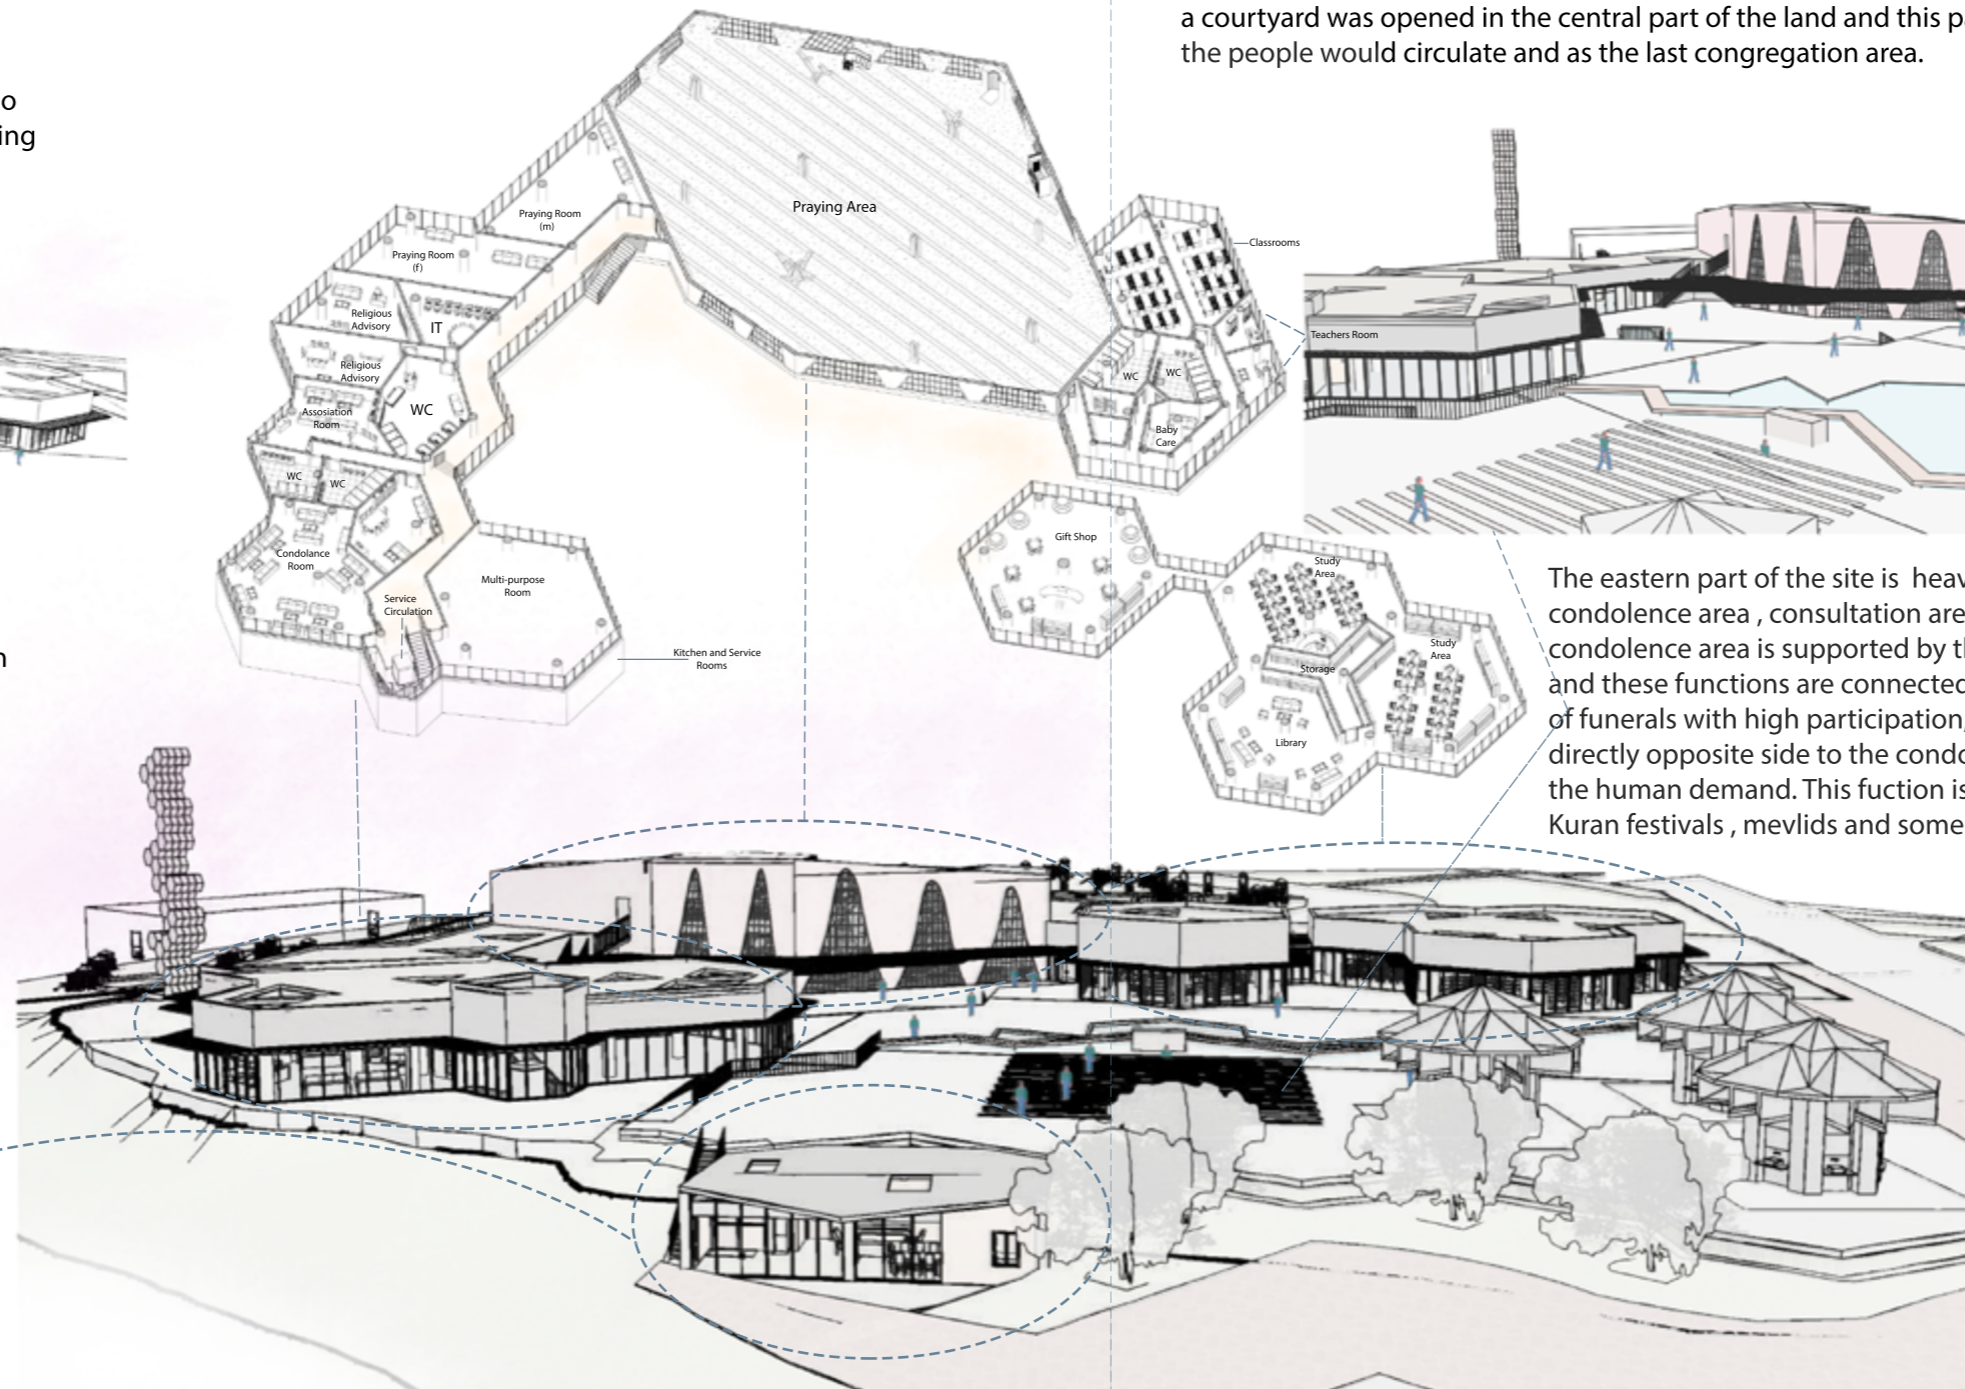 a courtyard was opened in the central part of the land and this p
the people would circulate and as the last congregation area.
o
ing
n
Praying Area
Praying Room
(m)
Praying Room
(f)
Religious
Advisory
IT
Religious
Advisory
WC
Assosiation
Room
WC
WC
Condolance
Room
Service
Circulation
Multi-purpose
Room
Kitchen and Service
Rooms
Classrooms
Teachers Room
WC
WC
Baby
Care
Gift Shop
Study
Area
Study
Area
Storage
Library
The eastern part of the site is heav
condolence area , consultation are
condolence area is supported by th
and these functions are connected
of funerals with high participation,
directly opposite side to the condo
the human demand. This fuction is
Kuran festivals , mevlids and some